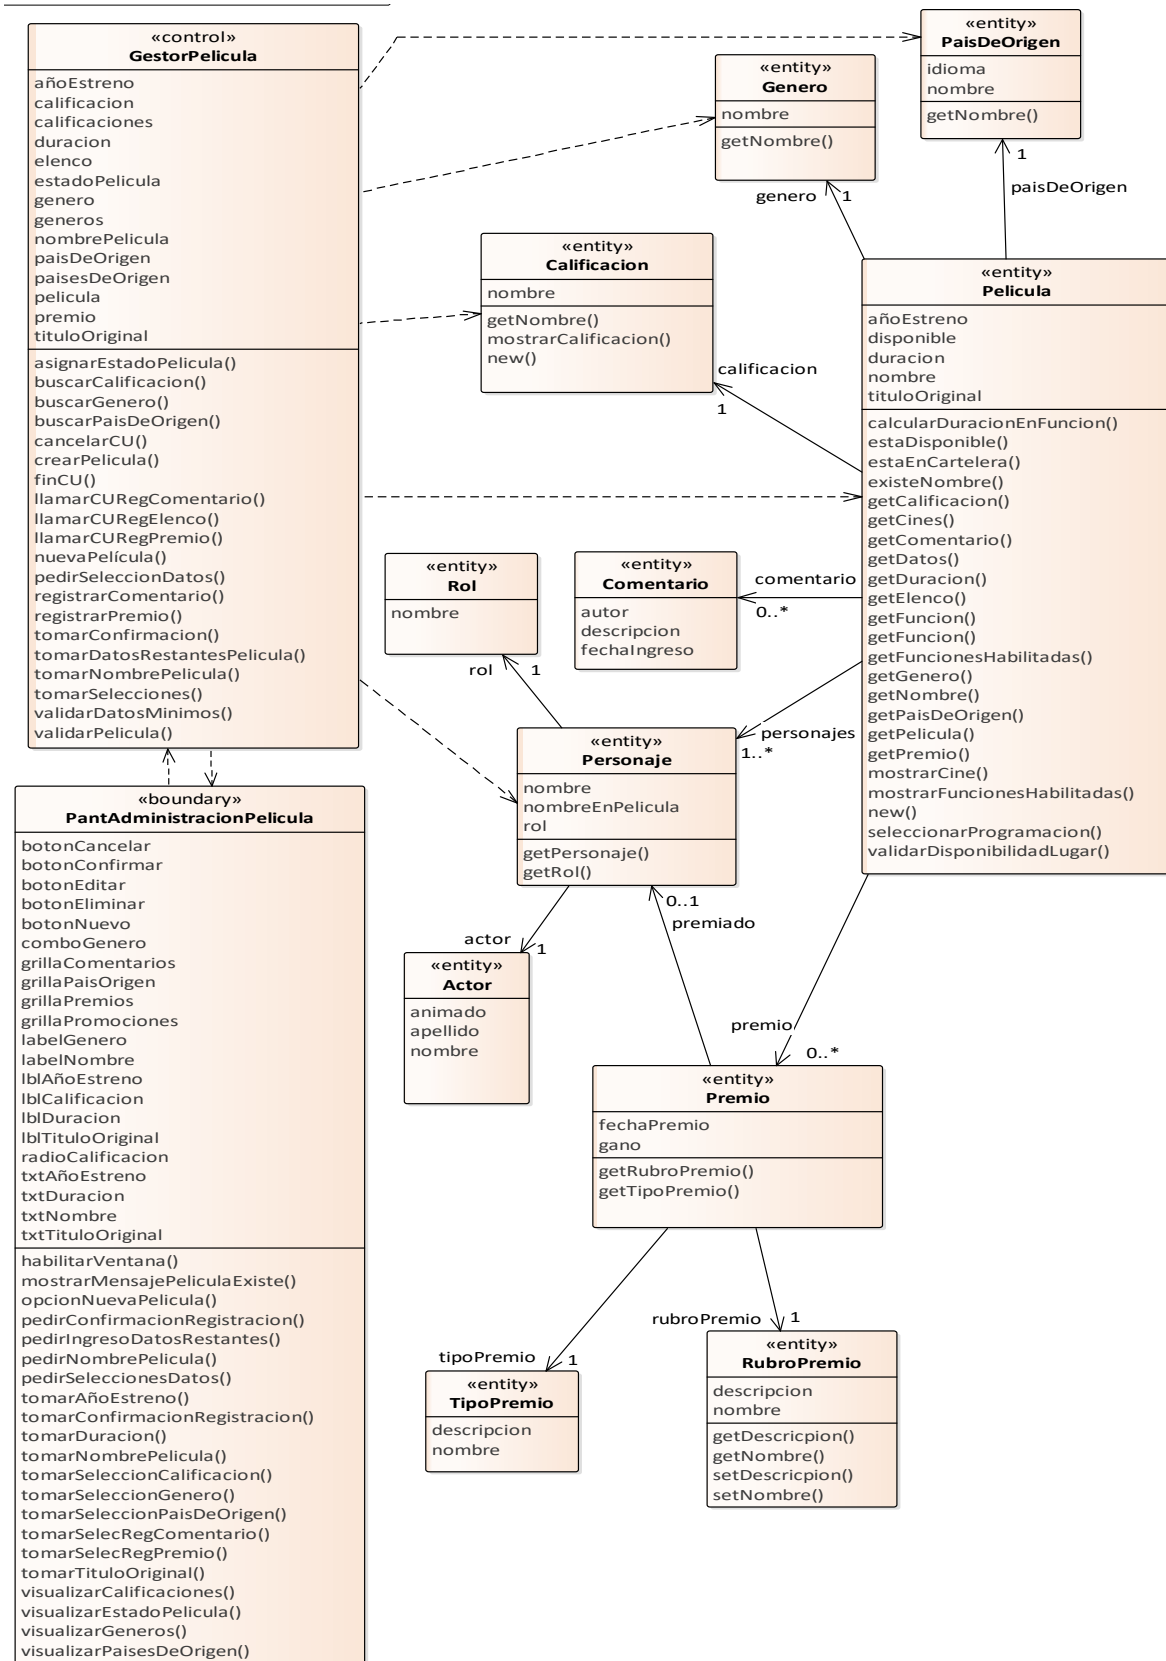 «control»
GestorPelicula
añoEstreno
calificacion
calificaciones
duracion
elenco
estadoPelicula
genero
generos
nombrePelicula
paisDeOrigen
paisesDeOrigen
pelicula
premio
tituloOriginal
asignarEstadoPelicula()
buscarCalificacion()
buscarGenero()
buscarPaisDeOrigen()
cancelarCU()
crearPelicula()
finCU()
llamarCURegComentario()
llamarCURegElenco()
llamarCURegPremio()
nuevaPelícula()
pedirSeleccionDatos()
registrarComentario()
registrarPremio()
tomarConfirmacion()
tomarDatosRestantesPelicula()
tomarNombrePelicula()
tomarSelecciones()
validarDatosMinimos()
validarPelicula()
«entity»
PaisDeOrigen
idioma
nombre
getNombre()
1
paisDeOrigen
«entity»
Genero
nombre
getNombre()
genero
1
«entity»
Calificacion
nombre
getNombre()
mostrarCalificacion()
new()
calificacion
1
«entity»
Pelicula
añoEstreno
disponible
duracion
nombre
tituloOriginal
calcularDuracionEnFuncion()
estaDisponible()
estaEnCartelera()
existeNombre()
getCalificacion()
getCines()
getComentario()
getDatos()
getDuracion()
getElenco()
getFuncion()
getFuncion()
getFuncionesHabilitadas()
getGenero()
getNombre()
getPaisDeOrigen()
getPelicula()
getPremio()
mostrarCine()
mostrarFuncionesHabilitadas()
new()
seleccionarProgramacion()
validarDisponibilidadLugar()
«entity»
Rol
nombre
rol
1
«entity»
Comentario
autor
descripcion
fechaIngreso
comentario
0..*
personajes
1..*
«entity»
Personaje
nombre
nombreEnPelicula
rol
getPersonaje()
getRol()
0..1
premiado
actor
1
«entity»
Actor
animado
apellido
nombre
premio
0..*
«entity»
Premio
fechaPremio
gano
getRubroPremio()
getTipoPremio()
tipoPremio
1
rubroPremio
1
«entity»
TipoPremio
descripcion
nombre
«entity»
RubroPremio
descripcion
nombre
getDescricpion()
getNombre()
setDescricpion()
setNombre()
«boundary»
PantAdministracionPelicula
botonCancelar
botonConfirmar
botonEditar
botonEliminar
botonNuevo
comboGenero
grillaComentarios
grillaPaisOrigen
grillaPremios
grillaPromociones
labelGenero
labelNombre
lblAñoEstreno
lblCalificacion
lblDuracion
lblTituloOriginal
radioCalificacion
txtAñoEstreno
txtDuracion
txtNombre
txtTituloOriginal
habilitarVentana()
mostrarMensajePeliculaExiste()
opcionNuevaPelicula()
pedirConfirmacionRegistracion()
pedirIngresoDatosRestantes()
pedirNombrePelicula()
pedirSeleccionesDatos()
tomarAñoEstreno()
tomarConfirmacionRegistracion()
tomarDuracion()
tomarNombrePelicula()
tomarSeleccionCalificacion()
tomarSeleccionGenero()
tomarSeleccionPaisDeOrigen()
tomarSelecRegComentario()
tomarSelecRegPremio()
tomarTituloOriginal()
visualizarCalificaciones()
visualizarEstadoPelicula()
visualizarGeneros()
visualizarPaisesDeOrigen()